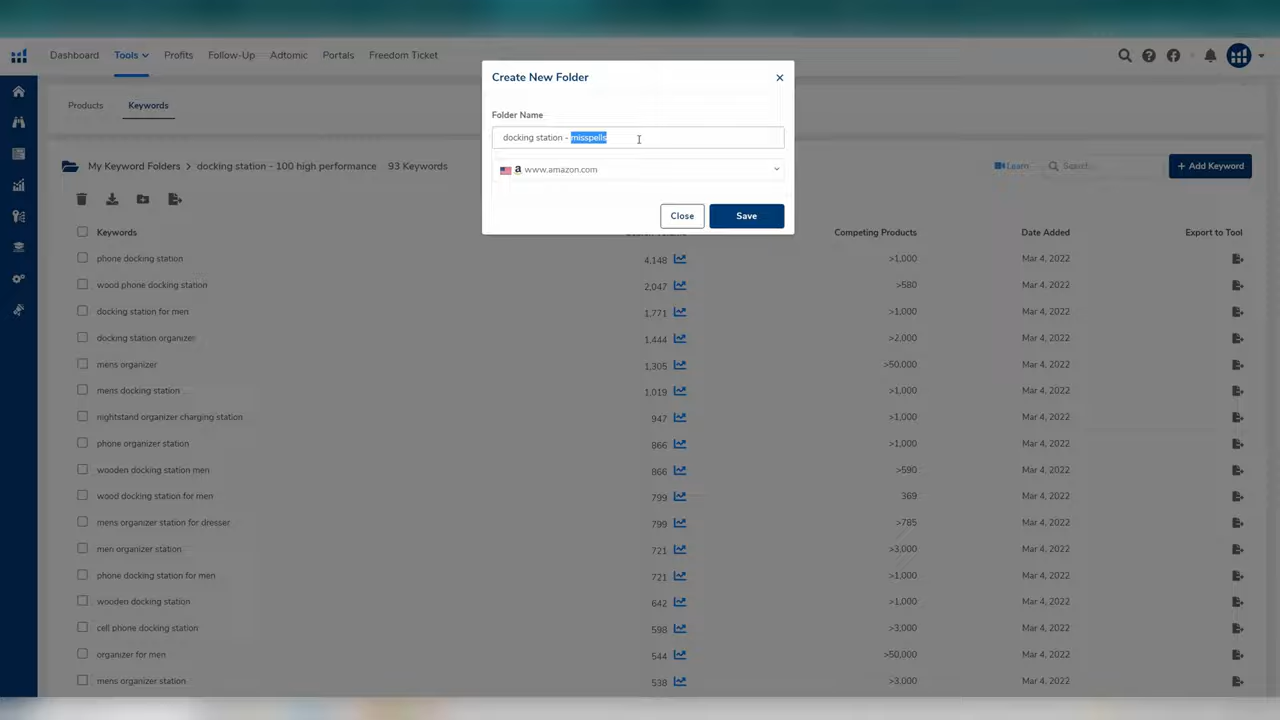 Dashboard Tools Profits Follow-Up Adtomic Portals Freedom Ticket
Create New Folder
Products Keywords
Folder Name
docking station - misspells
My Keyword Folders > docking station - 100 high performance 93 Keywords
www.amazon.com
Learn Search... + Add Keyword
Close Save
Keywords Competing Products Date Added Export to Tool
phone docking station 4,148 >1,000 Mar 4, 2022
wood phone docking station 2,047 >580 Mar 4, 2022
docking station for men 1,771 >1,000 Mar 4, 2022
docking station organizer 1,444 >2,000 Mar 4, 2022
mens organizer 1,305 >50,000 Mar 4, 2022
mens docking station 1,019 >1,000 Mar 4, 2022
nightstand organizer charging station 947 >1,000 Mar 4, 2022
phone organizer station 866 >1,000 Mar 4, 2022
wooden docking station men 866 >590 Mar 4, 2022
wood docking station for men 799 369 Mar 4, 2022
mens organizer station for dresser 799 >785 Mar 4, 2022
men organizer station 721 >3,000 Mar 4, 2022
phone docking station for men 721 >1,000 Mar 4, 2022
wooden docking station 642 >1,000 Mar 4, 2022
cell phone docking station 598 >3,000 Mar 4, 2022
organizer for men 544 >50,000 Mar 4, 2022
mens organizer station 538 >3,000 Mar 4, 2022